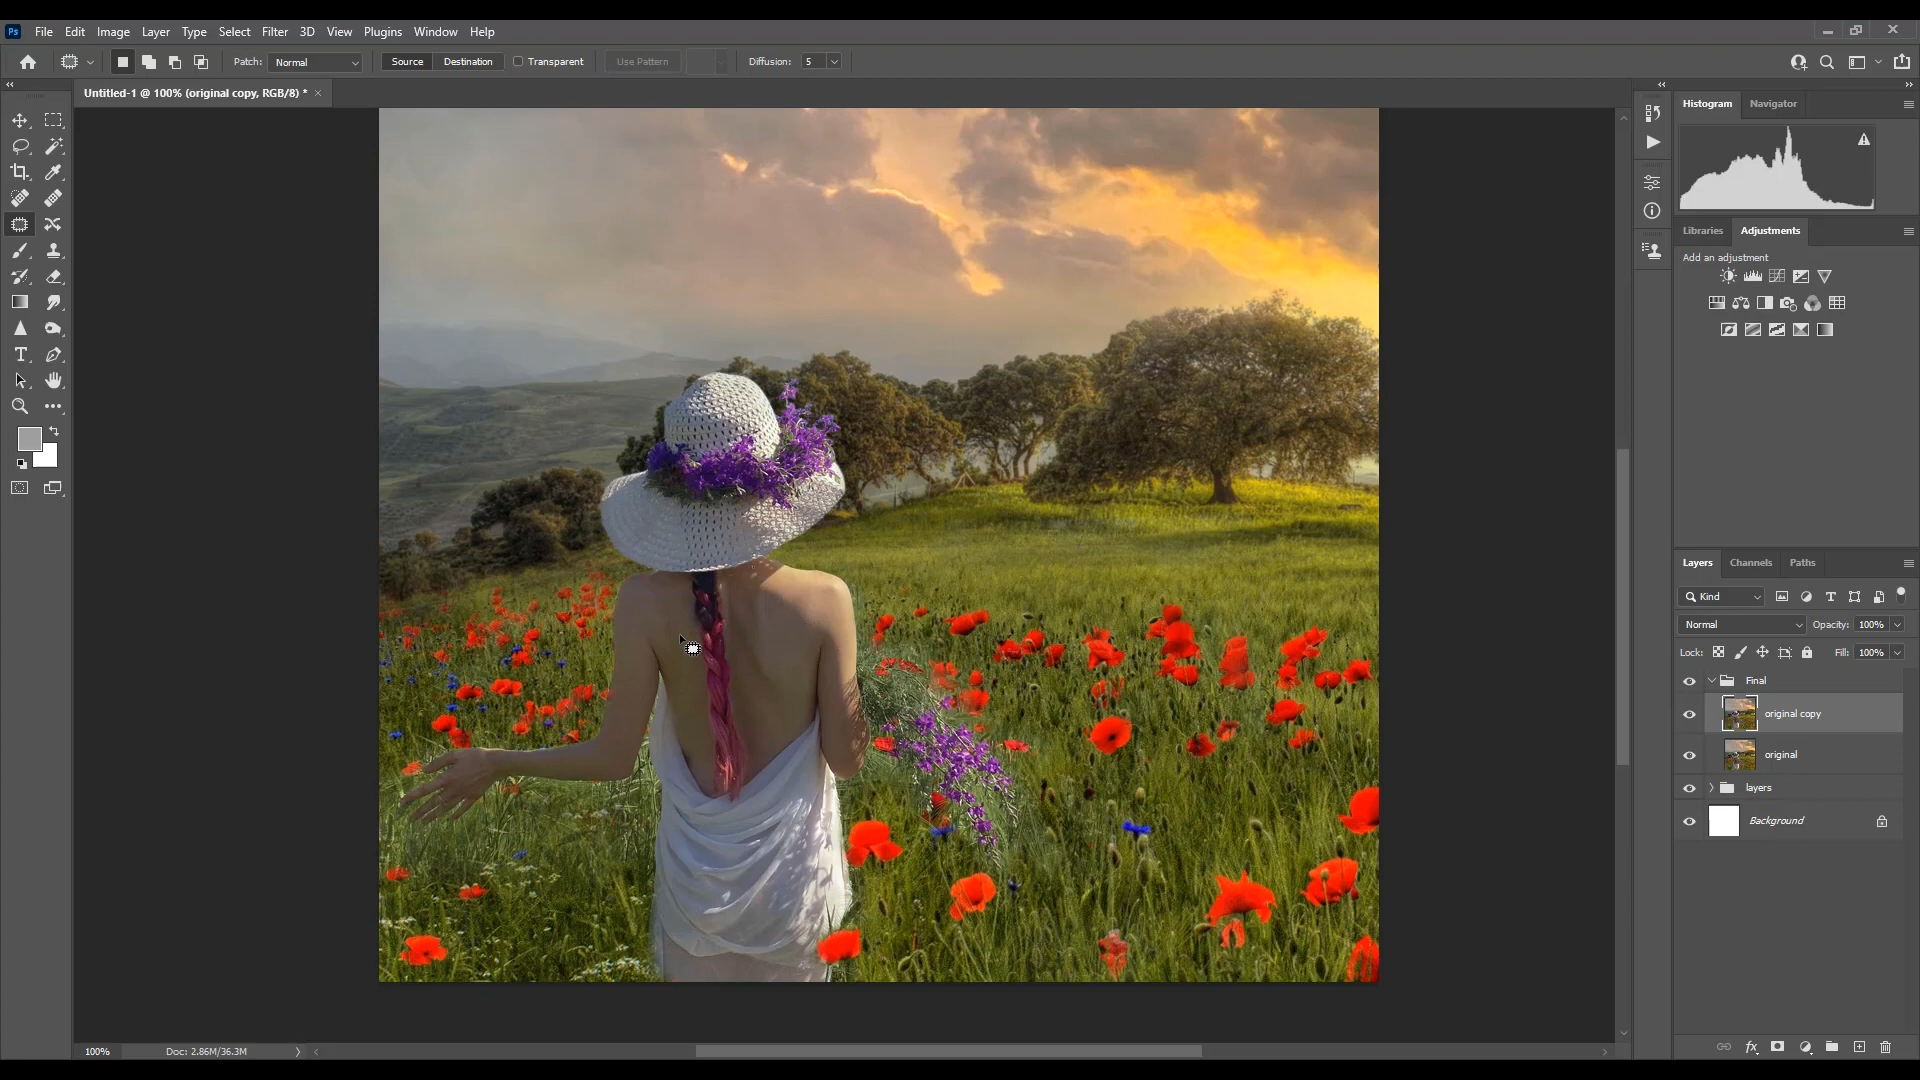 Ps File Edit Image Layer Type Select Filter 3D View Plugins Window Help
Patch: Normal Source Destination Transparent Use Pattern Diffusion: 5
Untitled-1 @ 100% (original copy, RGB/8) * ×
Histogram Navigator
Libraries Adjustments
Add an adjustment
Layers Channels Paths
Kind
Normal Opacity: 100%
Lock: Fill: 100%
Final
original copy
original
layers
Background
100% Doc: 2.86M/36.3M